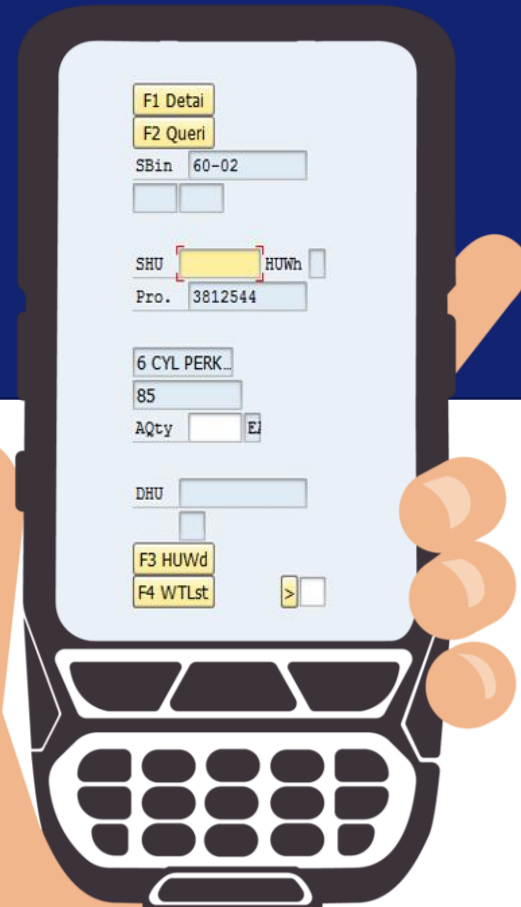 F1 Detai
F2 Queri
SBin 60-02
SHU HUWh
Pro. 3812544
6 CYL PERK…
85
AQty
DHU
F3 HUWd
F4 WTLst >